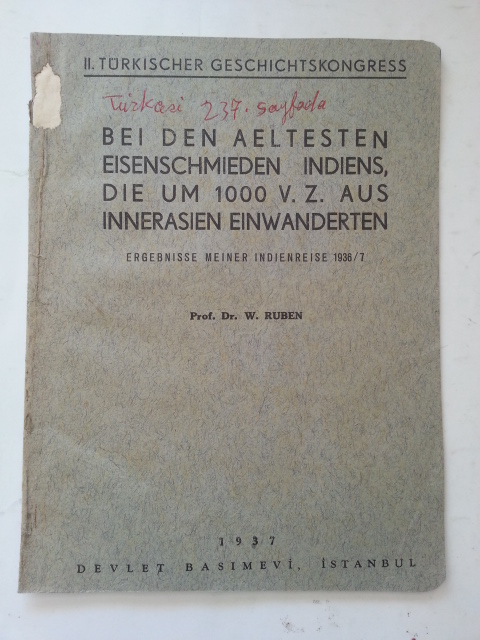 II. TÜRKISCHER GESCHICHTSKONGRESS
Türkçesi 237. sayfada
BEI DEN AELTESTEN
EISENSCHMIEDEN INDIENS,
DIE UM 1000 V. Z. AUS
INNERASIEN EINWANDERTEN
ERGEBNISSE MEINER INDIENREISE 1936/7
Prof. Dr. W. RUBEN
1937
DEVLET BASIMEVİ, İSTANBUL